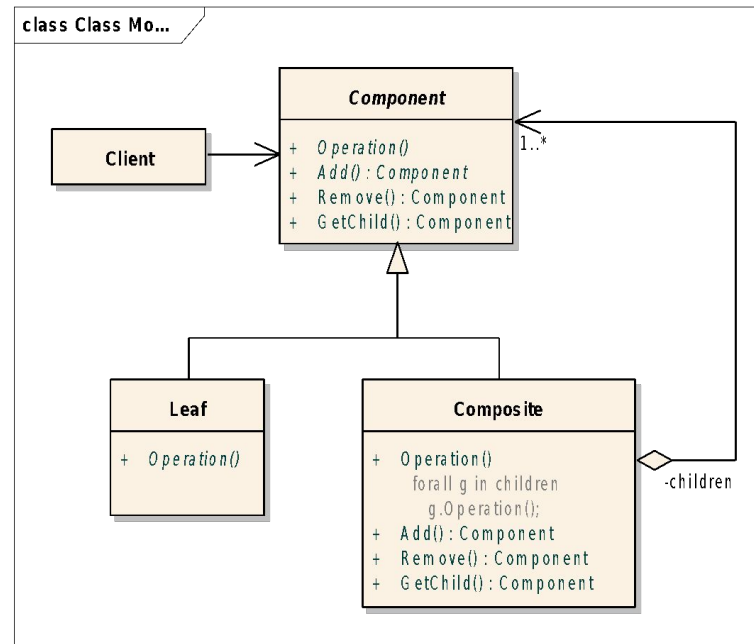 class Class Mo...
Component
+ Operation()
+ Add() : Component
+ Remove() : Component
+ GetChild() : Component
Client
1..*
Leaf
+ Operation()
Composite
+ Operation()
forall g in children
g.Operation();
+ Add() : Component
+ Remove() : Component
+ GetChild() : Component
-children